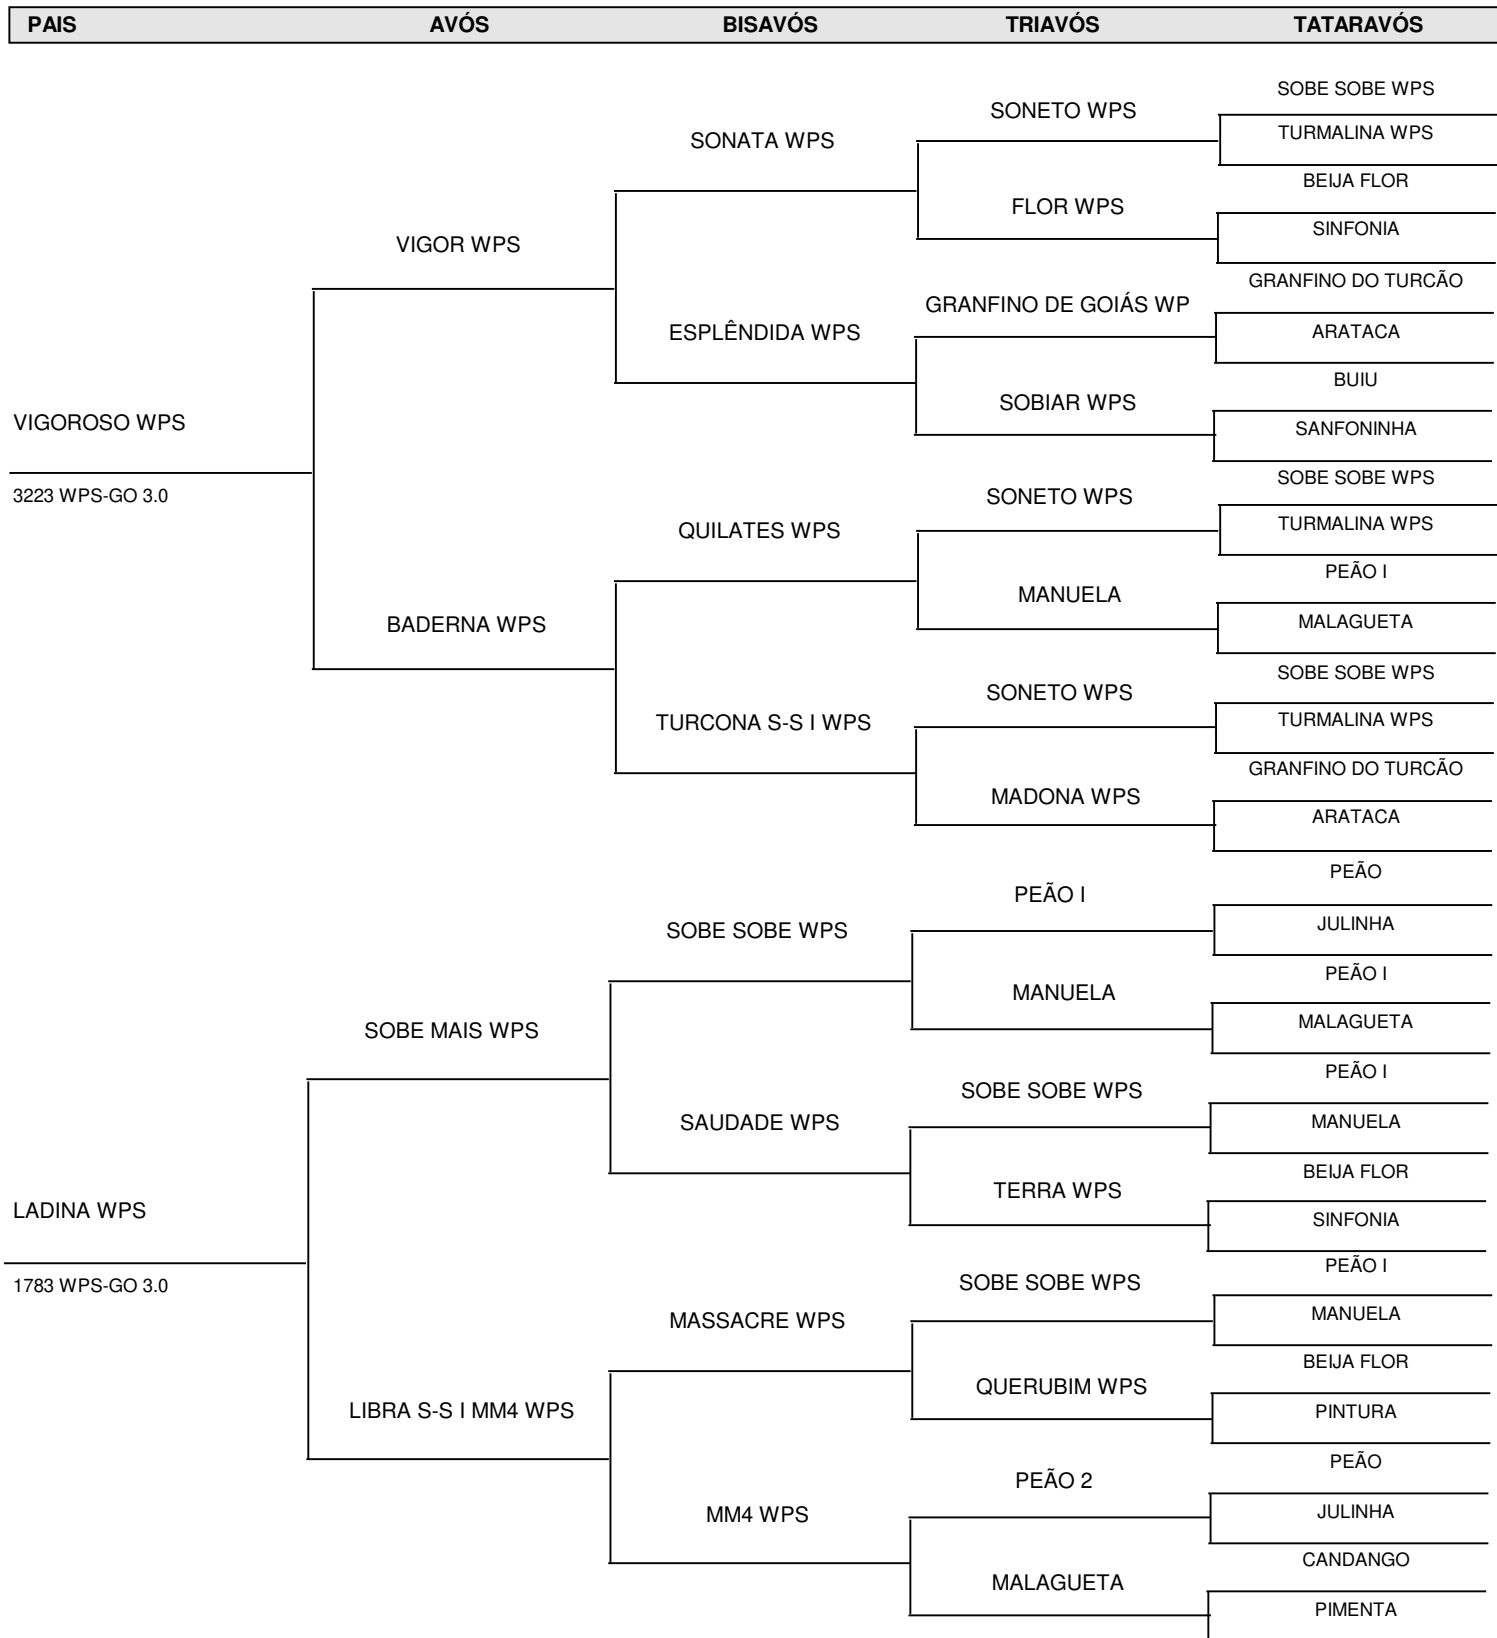 PAIS AVÓS BISAVÓS TRIAVÓS TATARAVÓS
SOBE SOBE WPS
SONETO WPS
TURMALINA WPS
SONATA WPS
BEIJA FLOR
FLOR WPS
SINFONIA
VIGOR WPS
GRANFINO DO TURCÃO
GRANFINO DE GOIÁS WP
ARATACA
ESPLÊNDIDA WPS
BUIU
SOBIAR WPS
SANFONINHA
VIGOROSO WPS
3223 WPS-GO 3.0
SOBE SOBE WPS
SONETO WPS
TURMALINA WPS
QUILATES WPS
PEÃO I
MANUELA
MALAGUETA
BADERNA WPS
SOBE SOBE WPS
SONETO WPS
TURMALINA WPS
TURCONA S-S I WPS
GRANFINO DO TURCÃO
MADONA WPS
ARATACA
PEÃO
PEÃO I
JULINHA
SOBE SOBE WPS
PEÃO I
MANUELA
MALAGUETA
SOBE MAIS WPS
PEÃO I
SOBE SOBE WPS
MANUELA
SAUDADE WPS
BEIJA FLOR
TERRA WPS
SINFONIA
LADINA WPS
1783 WPS-GO 3.0
PEÃO I
SOBE SOBE WPS
MANUELA
MASSACRE WPS
BEIJA FLOR
QUERUBIM WPS
PINTURA
LIBRA S-S I MM4 WPS
PEÃO
PEÃO 2
JULINHA
MM4 WPS
CANDANGO
MALAGUETA
PIMENTA